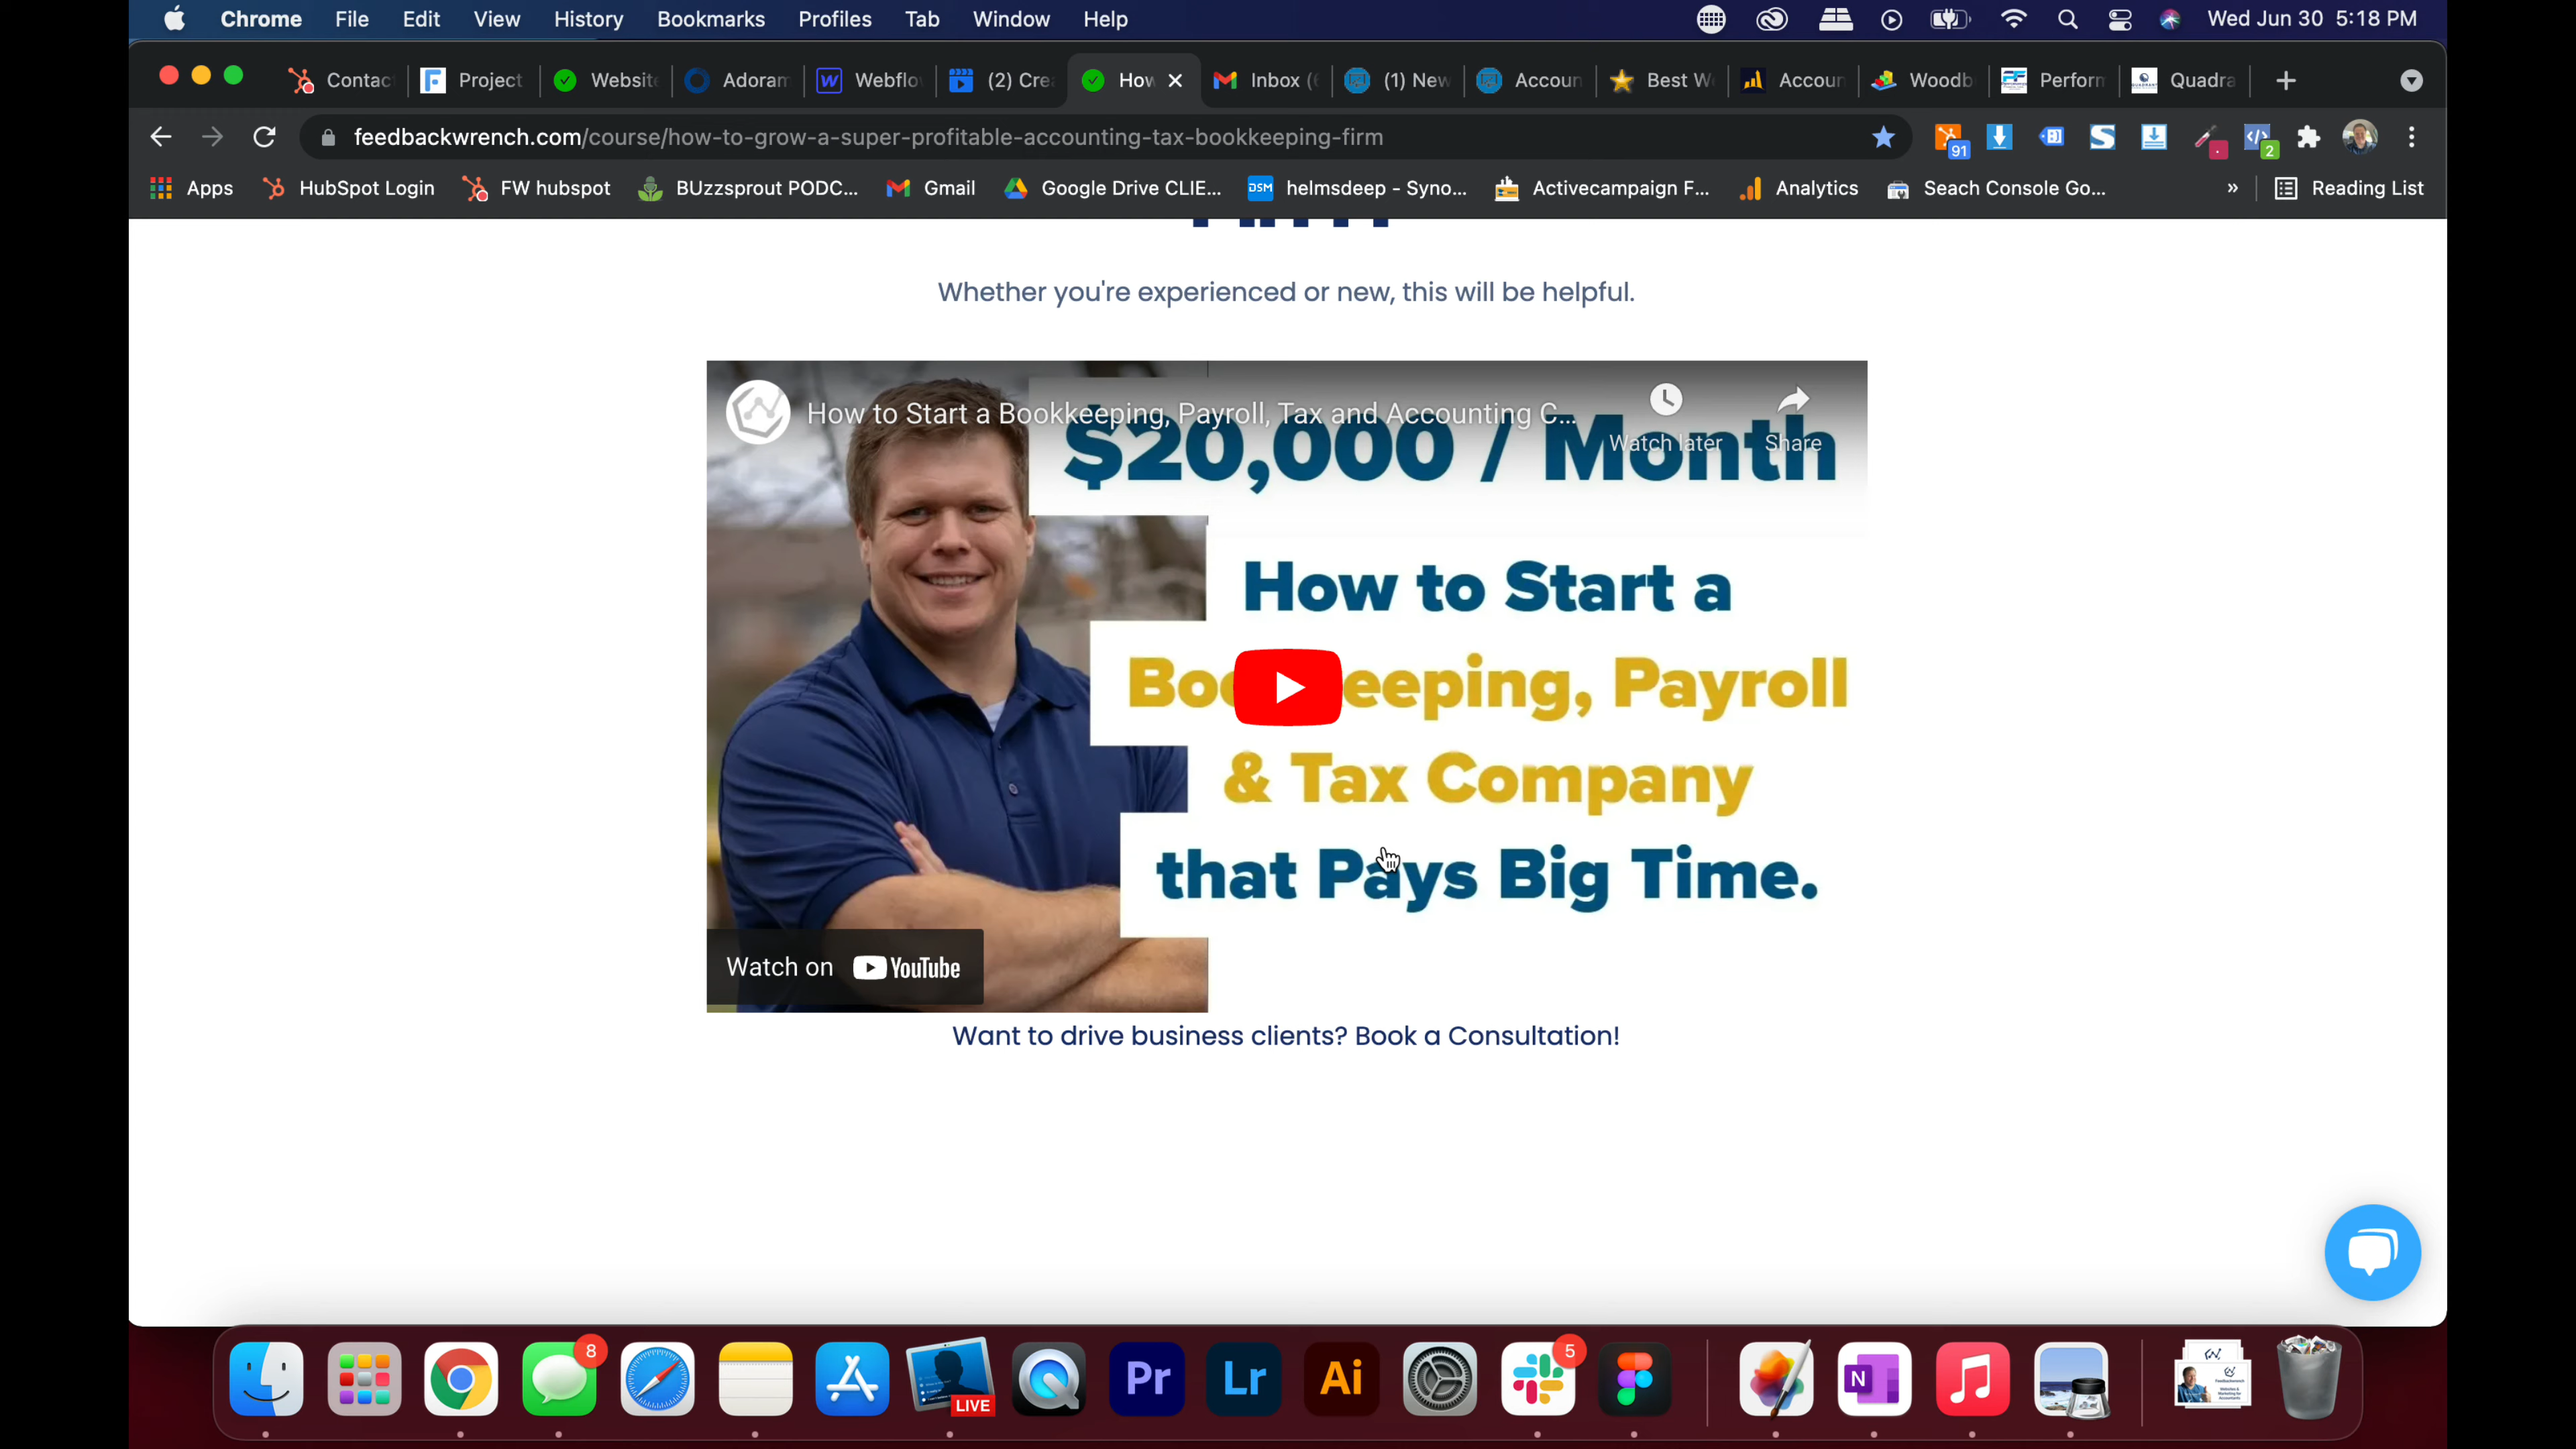 Chrome File Edit View History Bookmarks Profiles Tab Window Help Wed Jun 30 5:18 PM
Contac Project Website Adoram Webflo (2) Cre How Inbox ( (1) New Accoun Best W Accoun Woodb Perform Quadra
feedbackwrench.com/course/how-to-grow-a-super-profitable-accounting-tax-bookkeeping-firm 91 2
Apps HubSpot Login FW hubspot BUzzsprout PODC... Gmail Google Drive CLIE... DSM helmsdeep - Syno... Activecampaign F... Analytics Seach Console Go... » Reading List
Whether you're experienced or new, this will be helpful.
How to Start a Bookkeeping, Payroll, Tax and Accounting C...
Watch later Share
$20,000 / Month
How to Start a
Bookkeeping, Payroll
& Tax Company
that Pays Big Time.
Watch on YouTube
Want to drive business clients? Book a Consultation!
8 LIVE Pr Lr Ai 5 N